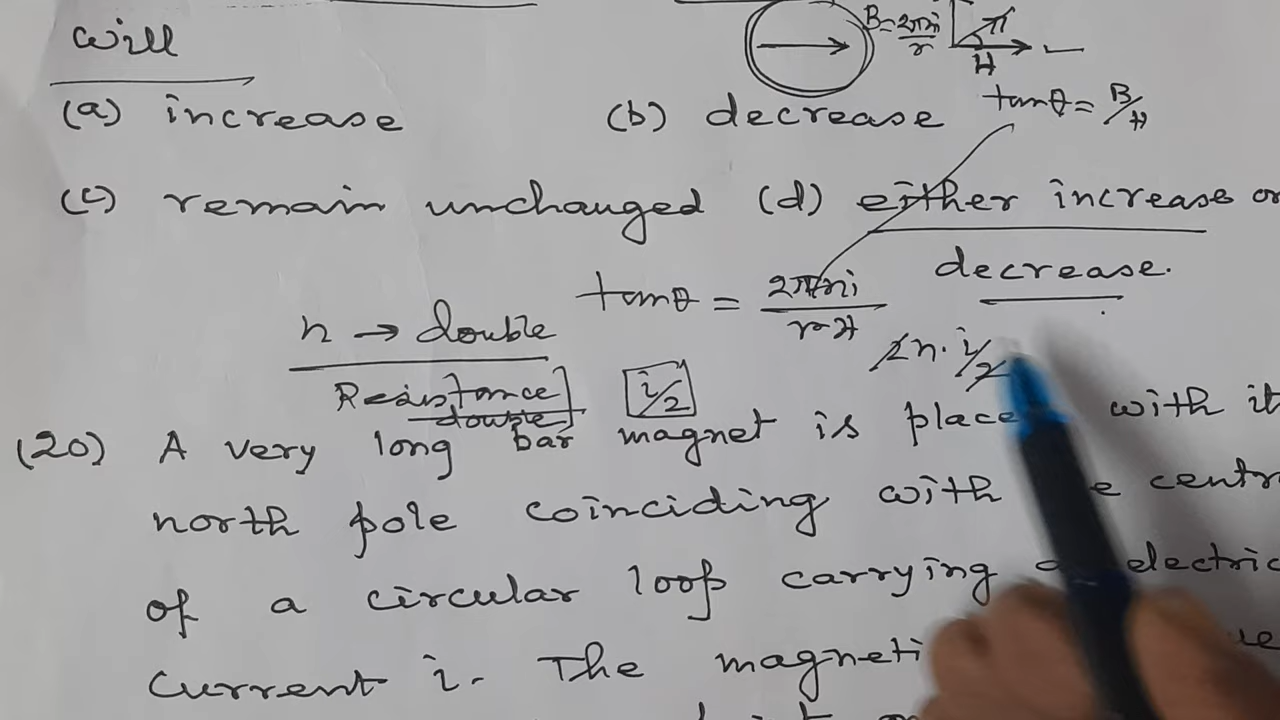 will
B = 2πni/r
H
tanθ = B/H
(a) increase (b) decrease
(c) remain unchanged (d) either increase or
decrease.
tanθ = 2πni/rH
n → double
2n. i/2
Resistance i/2
double
(20) A very long bar magnet is place with it
north pole coinciding with e centr
of a circular loop carrying electric
current i. The magneti